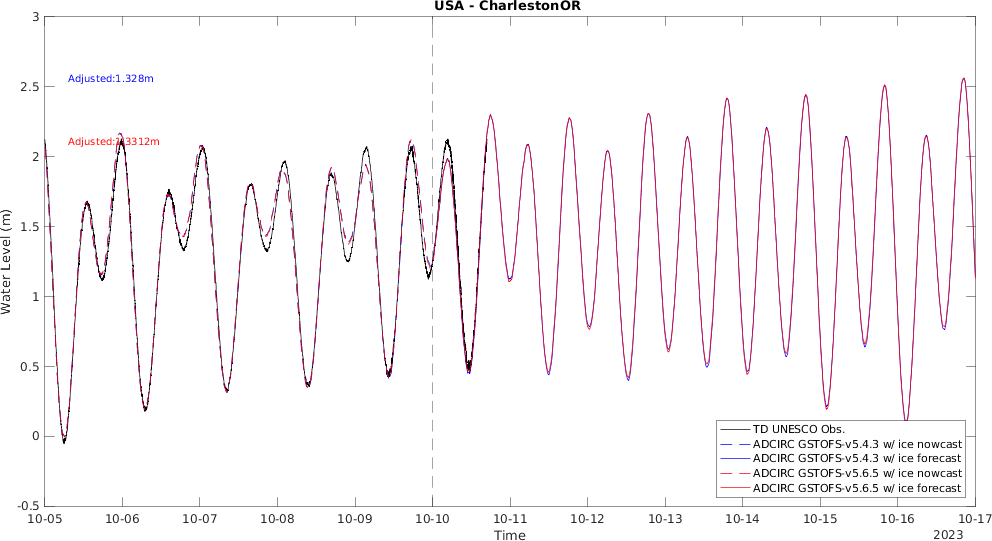 USA - CharlestonOR
Water Level (m)
3
2.5
2
1.5
1
0.5
0
-0.5
Adjusted:1.328m
Adjusted:1.3312m
TD UNESCO Obs.
ADCIRC GSTOFS-v5.4.3 w/ ice nowcast
ADCIRC GSTOFS-v5.4.3 w/ ice forecast
ADCIRC GSTOFS-v5.6.5 w/ ice nowcast
ADCIRC GSTOFS-v5.6.5 w/ ice forecast
10-05 10-06 10-07 10-08 10-09 10-10 10-11 10-12 10-13 10-14 10-15 10-16 10-17
Time
2023